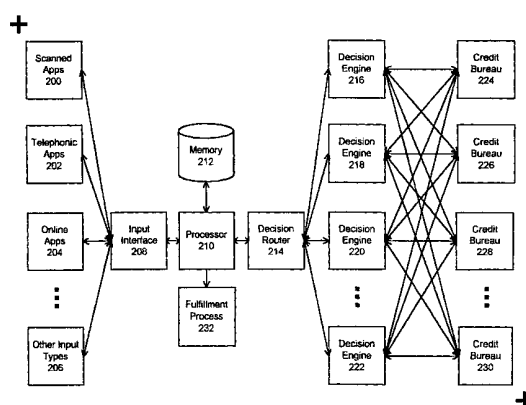 Scanned
Apps
200
Telephonic
Apps
202
Online
Apps
204
Other Input
Types
206
Input
Interface
208
Memory
212
Processor
210
Fulfillment
Process
232
Decision
Router
214
Decision
Engine
216
Decision
Engine
218
Decision
Engine
220
Decision
Engine
222
Credit
Bureau
224
Credit
Bureau
226
Credit
Bureau
228
Credit
Bureau
230